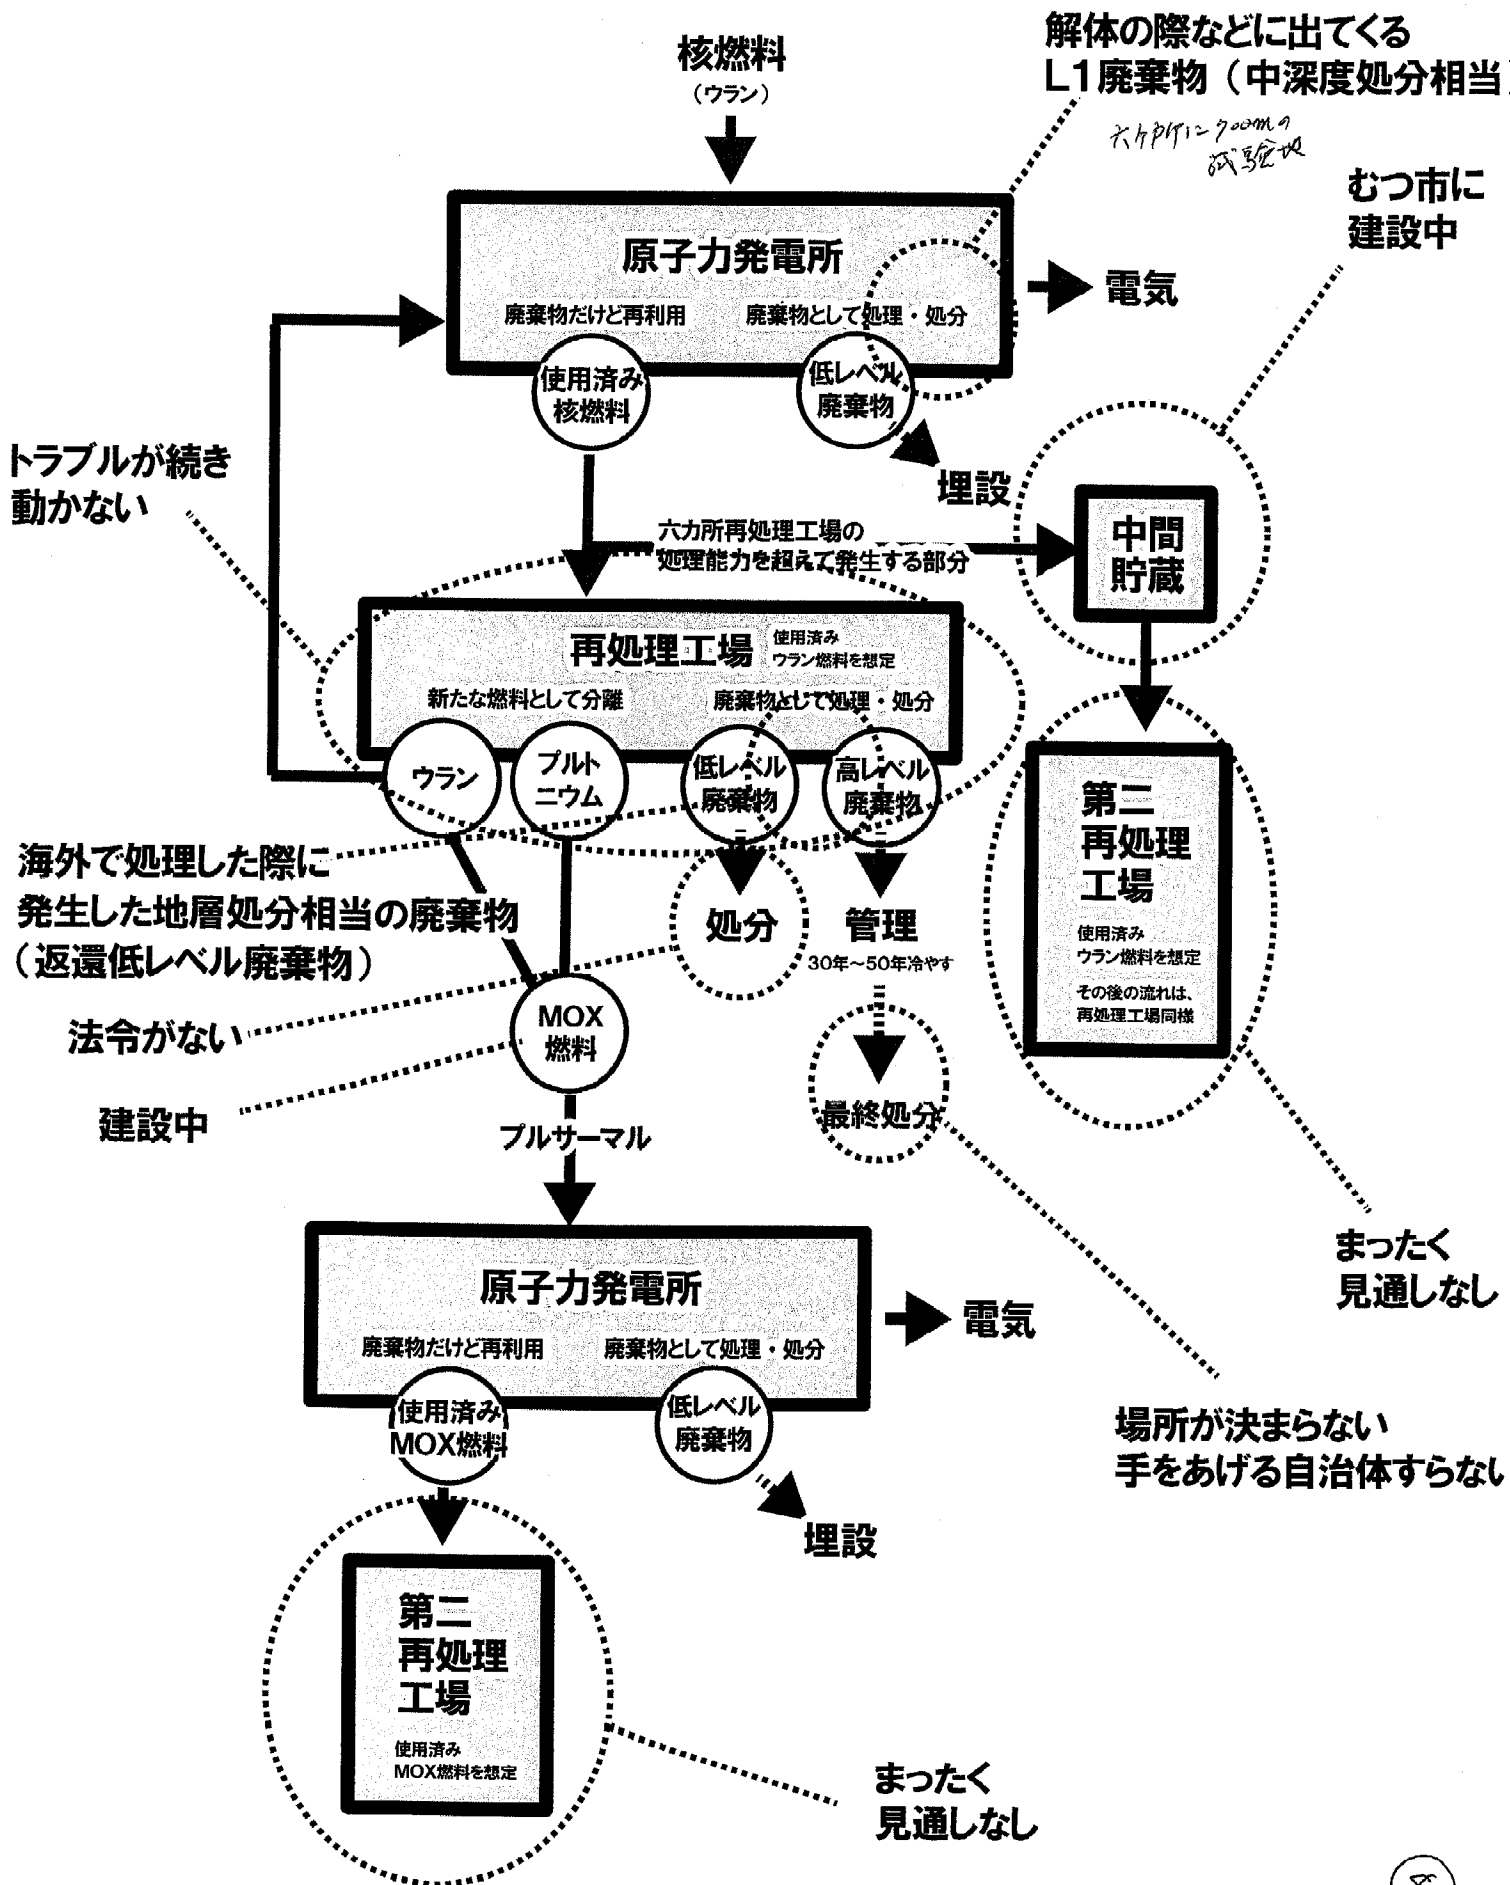 核燃料
(ウラン)
解体の際などに出てくる
L1廃棄物(中深度処分相当)
試験地
むつ市に
建設中
原子力発電所
廃棄物だけど再利用
廃棄物として処理・処分
電気
使用済み
核燃料
低レベル
廃棄物
埋設
トラブルが続き
動かない
六カ所再処理工場の
処理能力を超えて発生する部分
中間
貯蔵
再処理工場
使用済み
ウラン燃料を想定
新たな燃料として分離
廃棄物として処理・処分
ウラン
プルト
ニウム
低レベル
廃棄物
高レベル
廃棄物
第二
再処理
工場
使用済み
ウラン燃料を想定
その後の流れは、
再処理工場同様
海外で処理した際に
発生した地層処分相当の廃棄物
(返還低レベル廃棄物)
処分
管理
30年~50年冷やす
法令がない
MOX
燃料
建設中
最終処分
プルサーマル
まったく
見通しなし
原子力発電所
廃棄物だけど再利用
廃棄物として処理・処分
電気
使用済み
MOX燃料
低レベル
廃棄物
埋設
場所が決まらない
手をあげる自治体すらない
第二
再処理
工場
使用済み
MOX燃料を想定
まったく
見通しなし